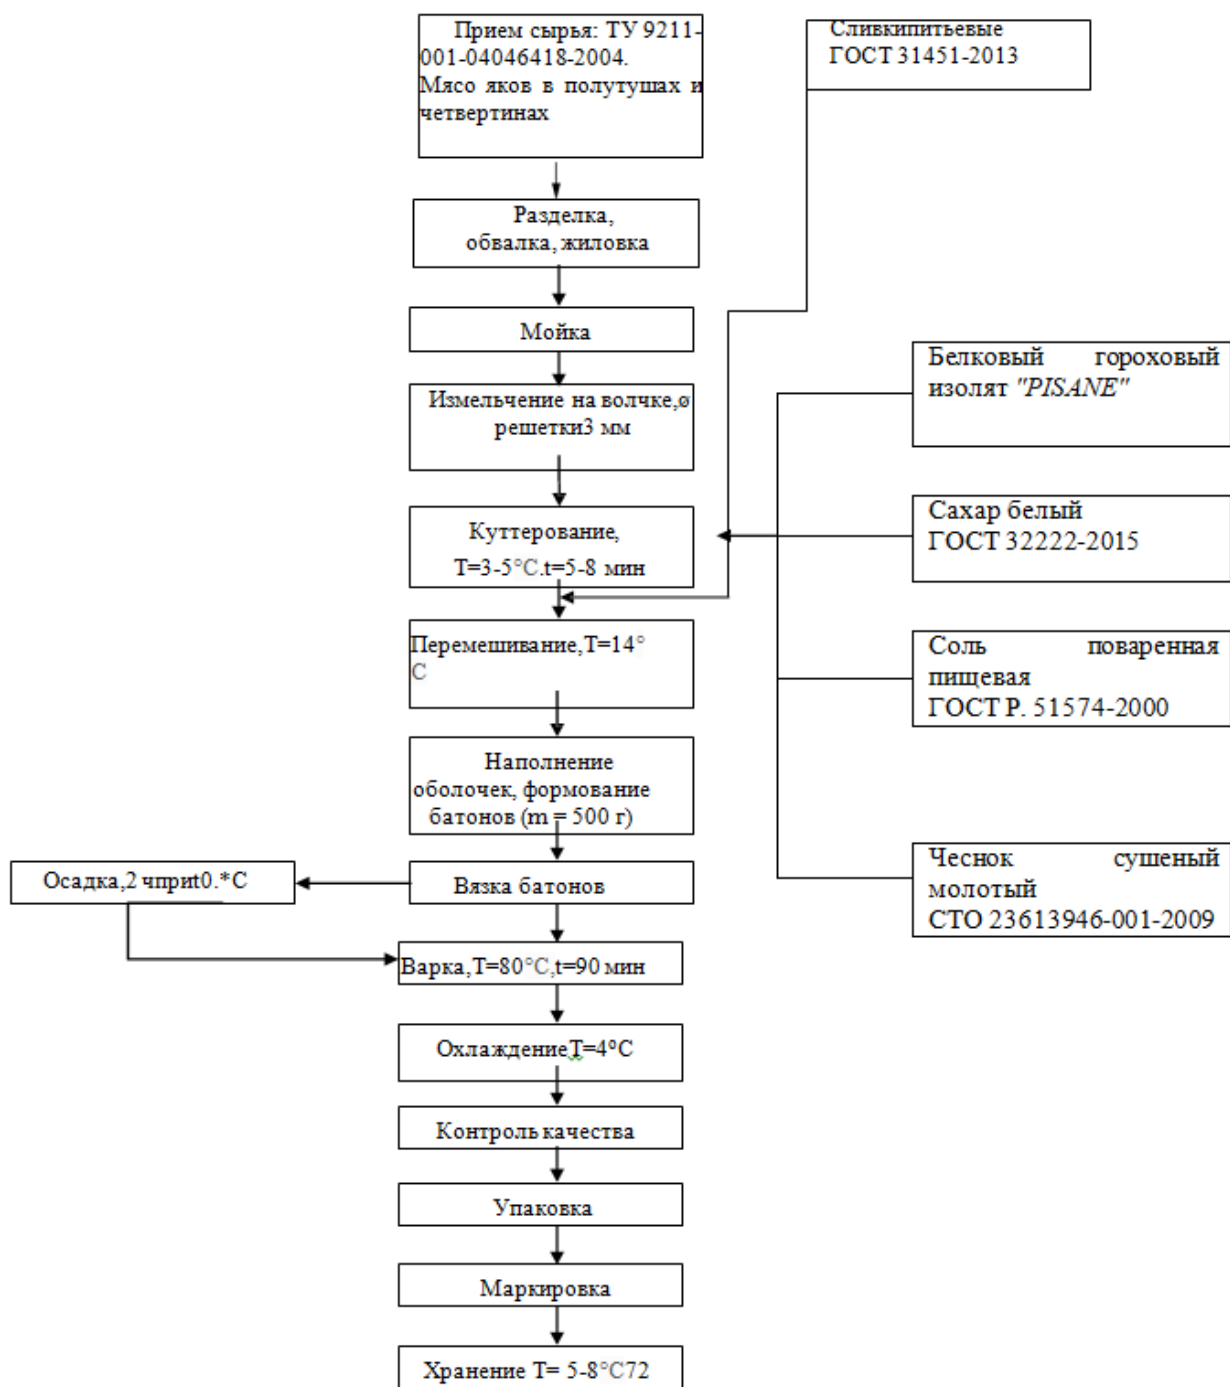 Прием сырья: ТУ 9211-
001-04046418-2004.
Мясо яков в полутушах и
четвертинах
Сливкипитьевые
ГОСТ 31451-2013
Разделка,
обвалка, жиловка
Мойка
Измельчение на волчке,ø
решетки3 мм
Куттерование,
Т=3-5°С.t=5-8 мин
Перемешивание,Т=14°
С
Наполнение
оболочек, формование
батонов (m = 500 г)
Вязка батонов
Осадка,2 чприt0.*С
Варка,Т=80°С,t=90 мин
ОхлаждениеТ=4°С
Контроль качества
Упаковка
Маркировка
Хранение Т= 5-8°С72
Белковый гороховый
изолят "PISANE"
Сахар белый
ГОСТ 32222-2015
Соль поваренная
пищевая
ГОСТ Р. 51574-2000
Чеснок сушеный
молотый
СТО 23613946-001-2009